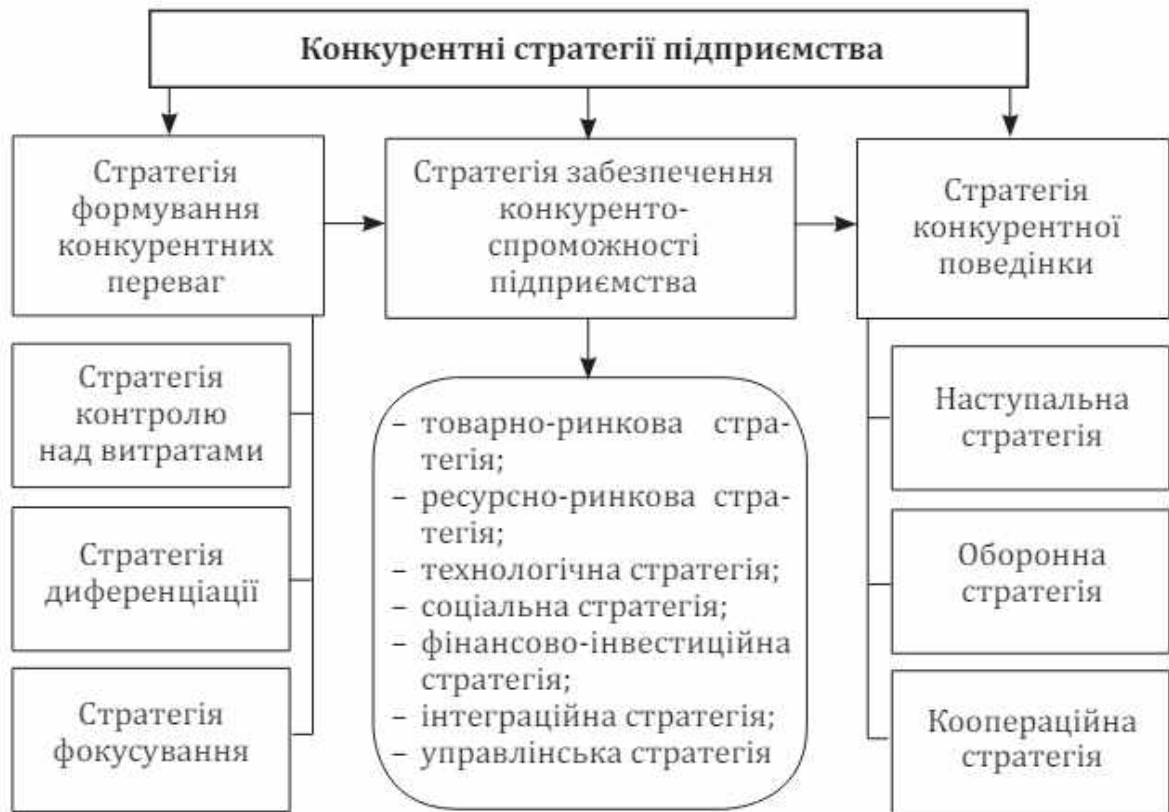 Конкурентні стратегії підприємства
Стратегія
формування
конкурентних
переваг
Стратегія забезпечення
конкуренто-
спроможності
підприємства
Стратегія
конкурентної
поведінки
Стратегія
контролю
над витратами
Стратегія
диференціації
Стратегія
фокусування
– товарно-ринкова стра-
тегія;
– ресурсно-ринкова стра-
тегія;
– технологічна стратегія;
– соціальна стратегія;
– фінансово-інвестиційна
стратегія;
– інтеграційна стратегія;
– управлінська стратегія
Наступальна
стратегія
Оборонна
стратегія
Коопераційна
стратегія